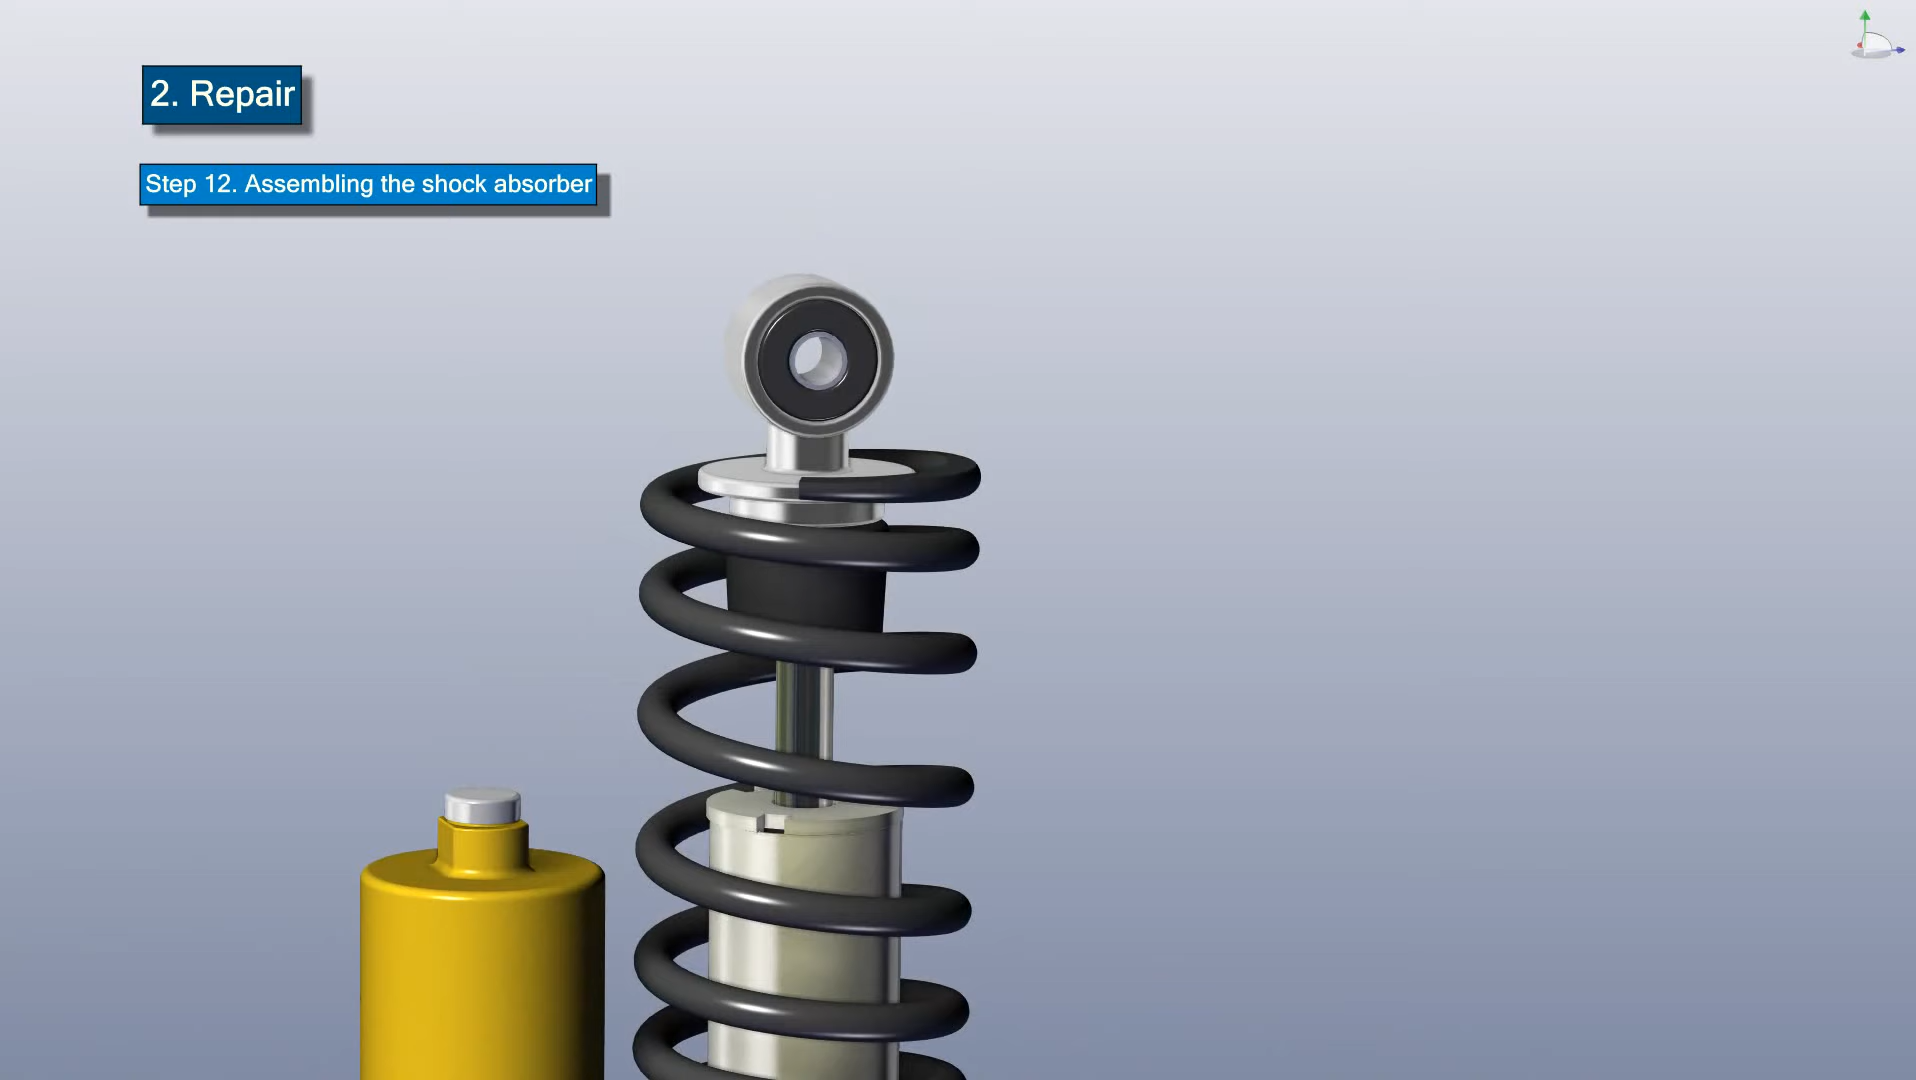 2. Repair
Step 12. Assembling the shock absorber